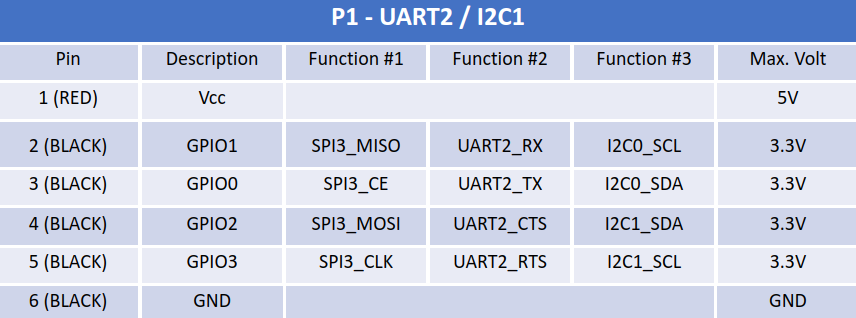 P1 - UART2 / I2C1
Pin Description Function #1 Function #2 Function #3 Max. Volt
1 (RED) Vcc 5V
2 (BLACK) GPIO1 SPI3_MISO UART2_RX I2C0_SCL 3.3V
3 (BLACK) GPIO0 SPI3_CE UART2_TX I2C0_SDA 3.3V
4 (BLACK) GPIO2 SPI3_MOSI UART2_CTS I2C1_SDA 3.3V
5 (BLACK) GPIO3 SPI3_CLK UART2_RTS I2C1_SCL 3.3V
6 (BLACK) GND GND